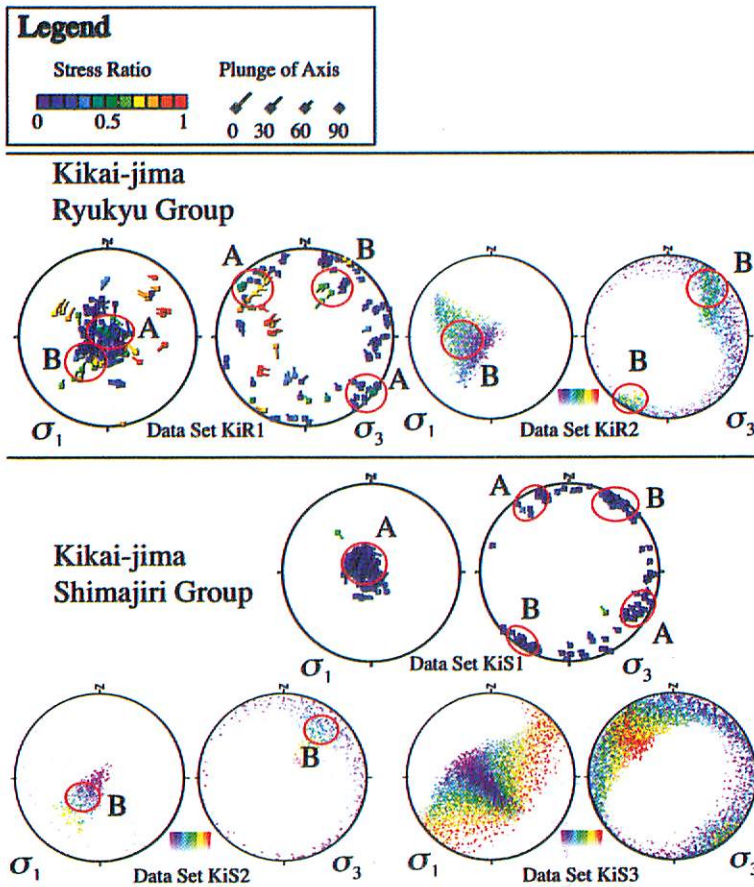 Legend
Stress Ratio Plunge of Axis
0 0.5 1 0 30 60 90
Kikai-jima
Ryukyu Group
N N N N
A B A B A B B B
σ1 Data Set KiR1 σ3 σ1 Data Set KiR2 σ3
Kikai-jima
Shimajiri Group
N N
A A B B A
σ1 Data Set KiS1 σ3
N N N N
B B
σ1 Data Set KiS2 σ3 σ1 Data Set KiS3 σ3